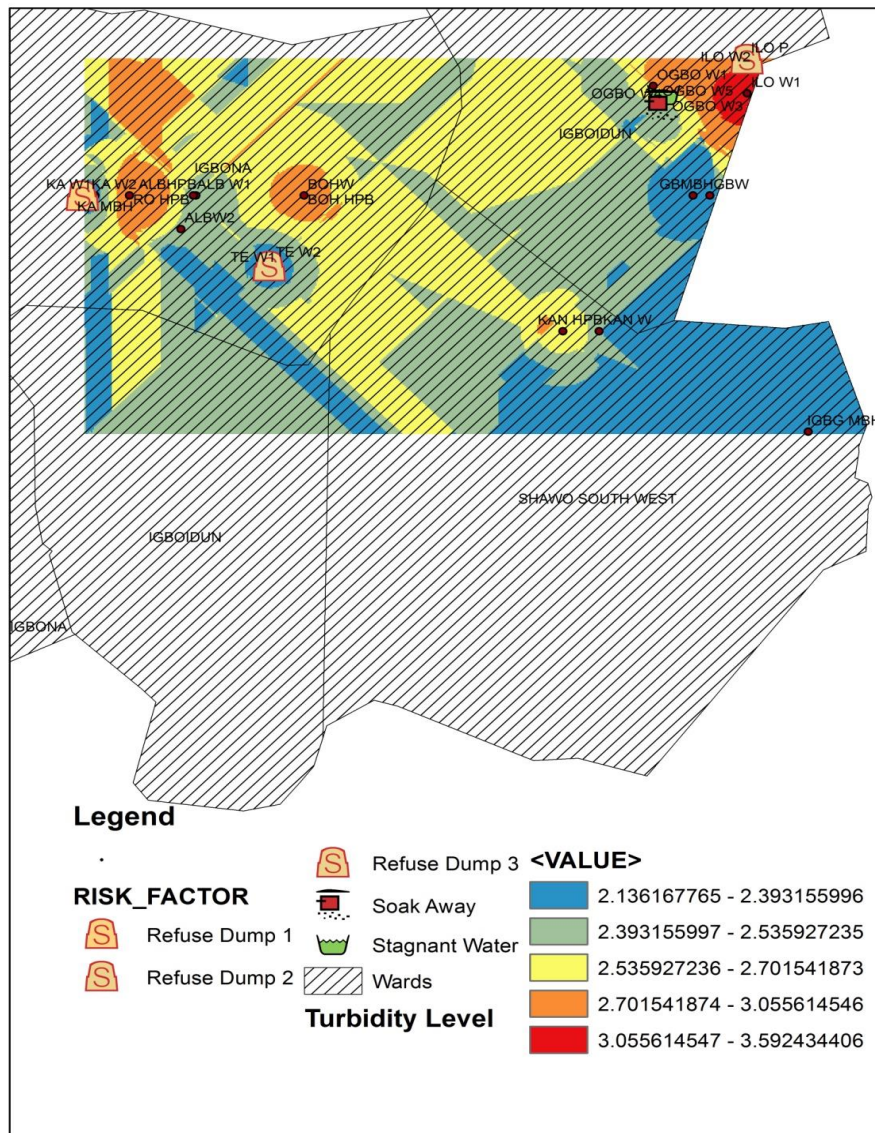 ILO P
ILO W2
OGBO W1
ILO W1
OGBO W5
OGBO W3
IGBOIDUN
IGBONA
KA W1
KA W2
ALBHPB
ALB W1
BOHW
GBMBH
GBW
KA MBH
RO HPB
BOH HPB
ALBW2
TE W1
TE W2
KAN HPB
KAN W
IGBG MBH
SHAWO SOUTH WEST
IGBOIDUN
IGBONA
Legend
RISK_FACTOR
Refuse Dump 1
Refuse Dump 2
Refuse Dump 3
Soak Away
Stagnant Water
Wards
Turbidity Level
<VALUE>
2.136167765 - 2.393155996
2.393155997 - 2.535927235
2.535927236 - 2.701541873
2.701541874 - 3.055614546
3.055614547 - 3.592434406